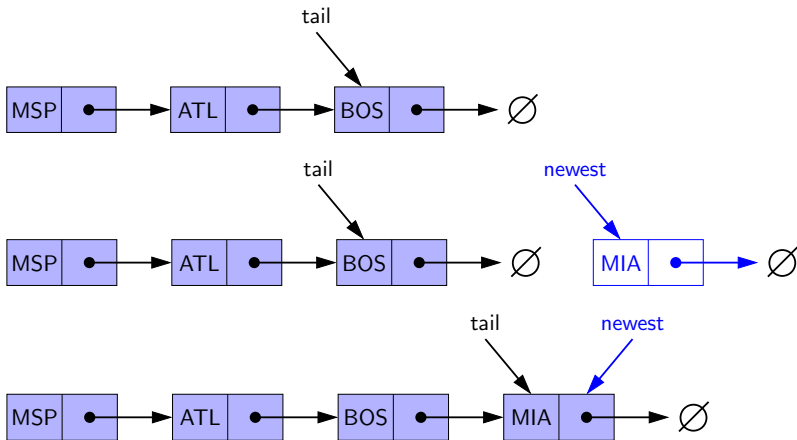 tail
MSP ATL BOS ∅
tail newest
MSP ATL BOS ∅ MIA ∅
tail newest
MSP ATL BOS MIA ∅